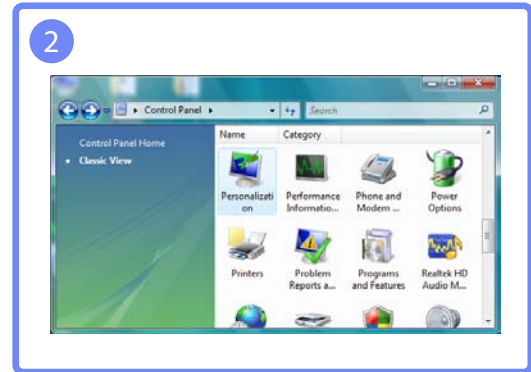 2
Control Panel
Search
Control Panel Home
Classic View
Name Category
Personalizati
on
Performance
Informatio...
Phone and
Modem ...
Power
Options
Printers
Problem
Reports a...
Programs
and Features
Realtek HD
Audio M...